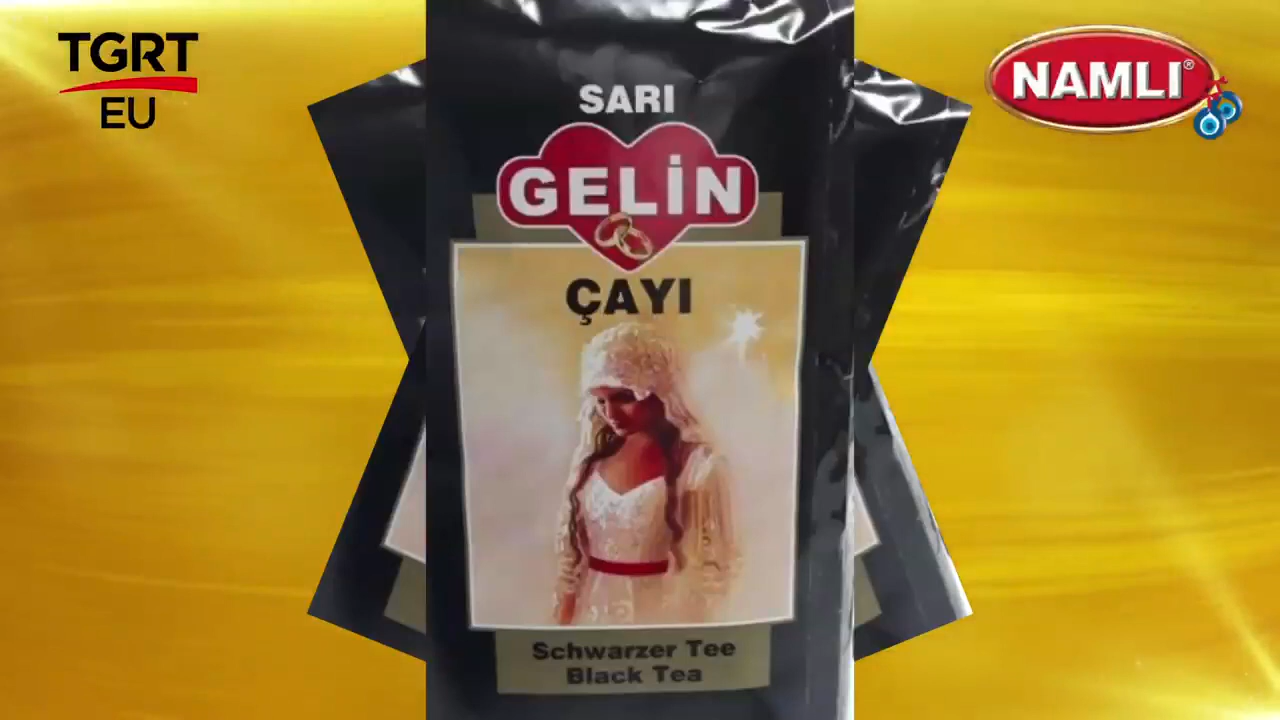 TGRT
EU
NAMLI®
SARI
GELİN
ÇAYI
Schwarzer Tee
Black Tea